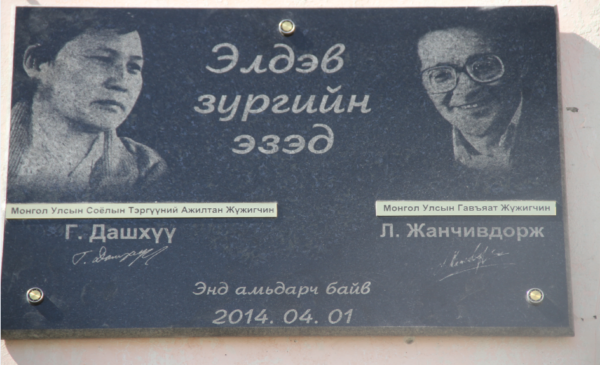 Элдэв
зургийн
эзэд
Монгол Улсын Соёлын Тэргүүний Ажилтан Жүжигчин
Г. Дашхүү
Монгол Улсын Гавъяат Жүжигчин
Л. Жанчивдорж
Энд амьдарч байв
2014. 04. 01